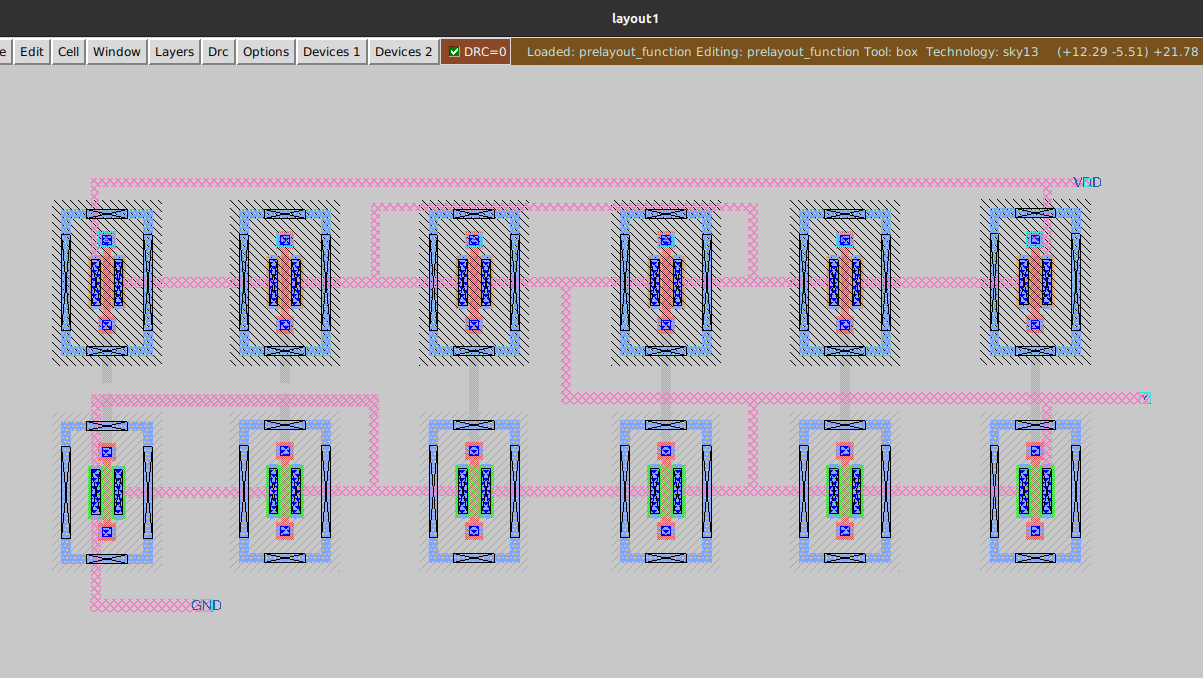 layout1
e Edit Cell Window Layers Drc Options Devices 1 Devices 2 DRC=0 Loaded: prelayout_function Editing: prelayout_function Tool: box Technology: sky13 (+12.29 -5.51) +21.78
VDD
Y
GND